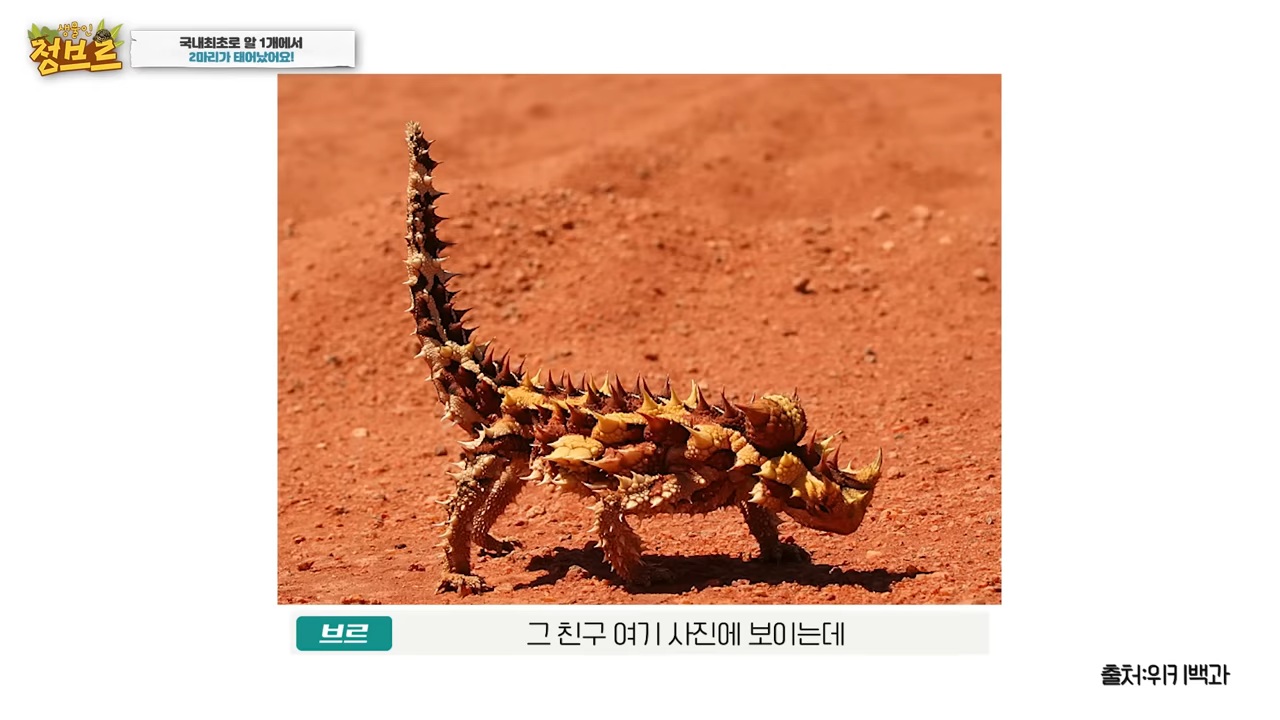 생물인
정브르
국내최초로 알 1개에서
2마리가 태어났어요!
브르
그 친구 여기 사진에 보이는데
출처:위키백과